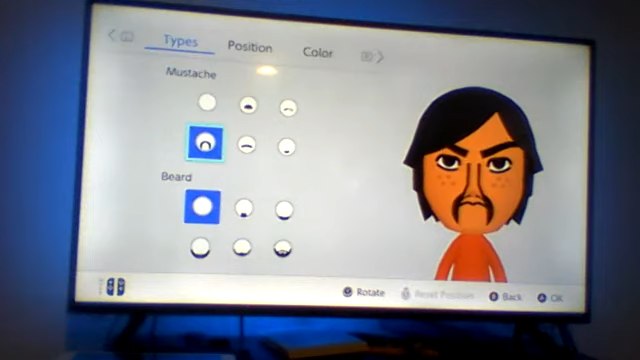 Types Position Color
Mustache
Beard
Rotate Reset Position Back OK